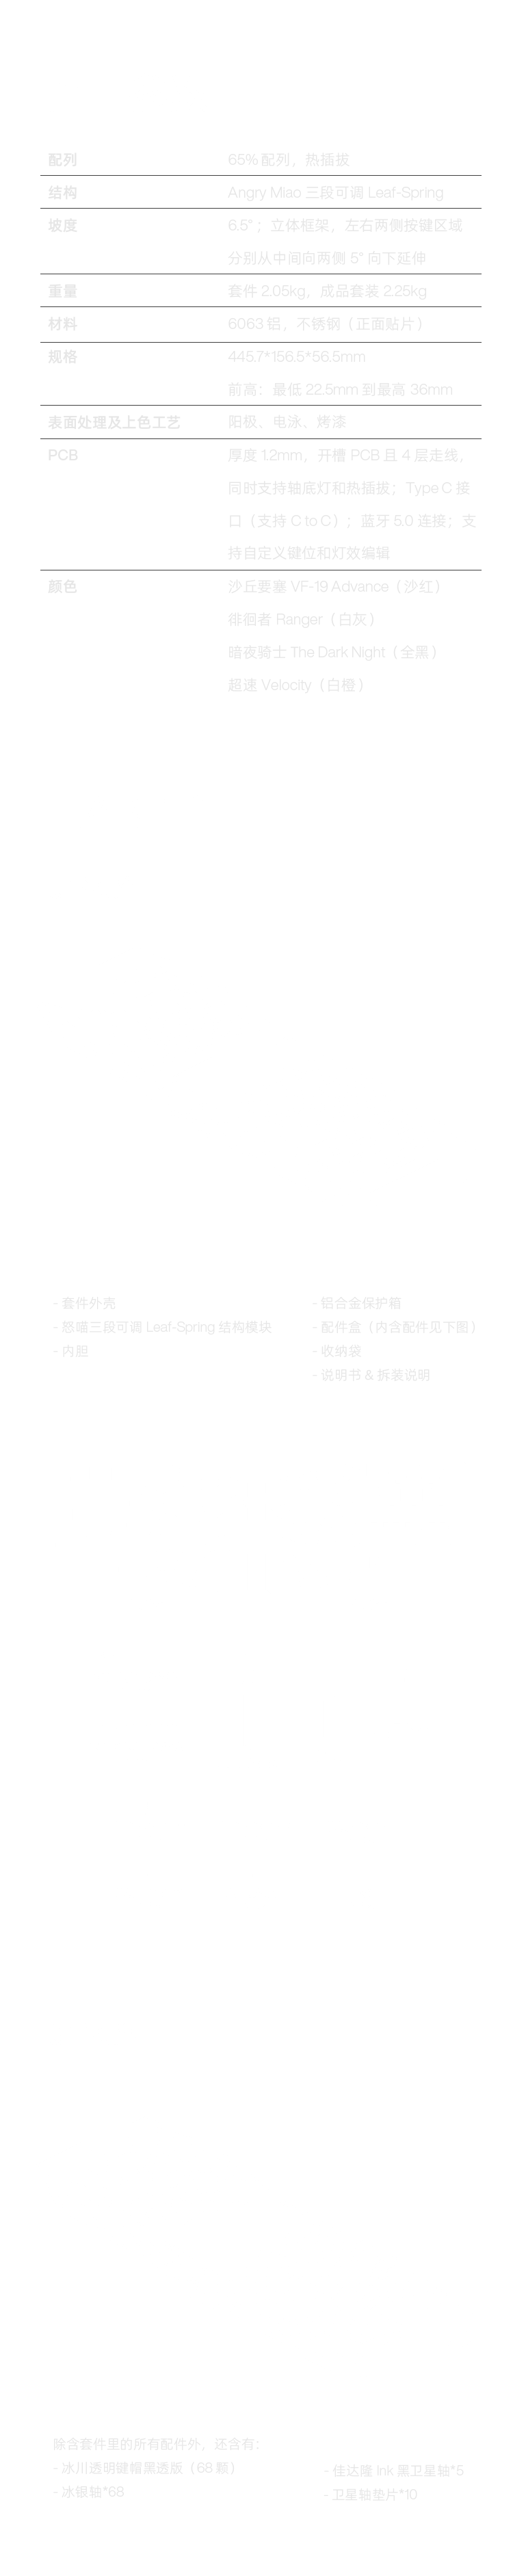 配列 65% 配列，热插拔
结构 Angry Miao 三段可调 Leaf-Spring
坡度 6.5°；立体框架，左右两侧按键区域
分别从中间向两侧 5° 向下延伸
重量 套件 2.05kg，成品套装 2.25kg
材料 6063 铝、不锈钢（正面贴片）
规格 445.7*156.5*56.5mm
前高：最低 22.5mm 到最高 36mm
表面处理及上色工艺 阳极、电泳、烤漆
PCB 厚度 1.2mm，开槽 PCB 且 4 层走线，
同时支持轴底灯和热插拔；Type C 接
口（支持 C to C）；蓝牙 5.0 连接；支
持自定义键位和灯效编辑
颜色 沙丘要塞 VF-19 Advance（沙红）
徘徊者 Ranger（白灰）
暗夜骑士 The Dark Night（全黑）
超速 Velocity（白橙）
- 套件外壳
- 怒喵三段可调 Leaf-Spring 结构模块
- 内胆
- 铝合金保护箱
- 配件盒（内含配件见下图）
- 收纳袋
- 说明书 & 拆装说明
除含套件里的所有配件外，还含有：
- 冰川透明键帽黑透版（68 颗）
- 冰银轴*68
- 佳达隆 Ink 黑卫星轴*5
- 卫星轴垫片*10